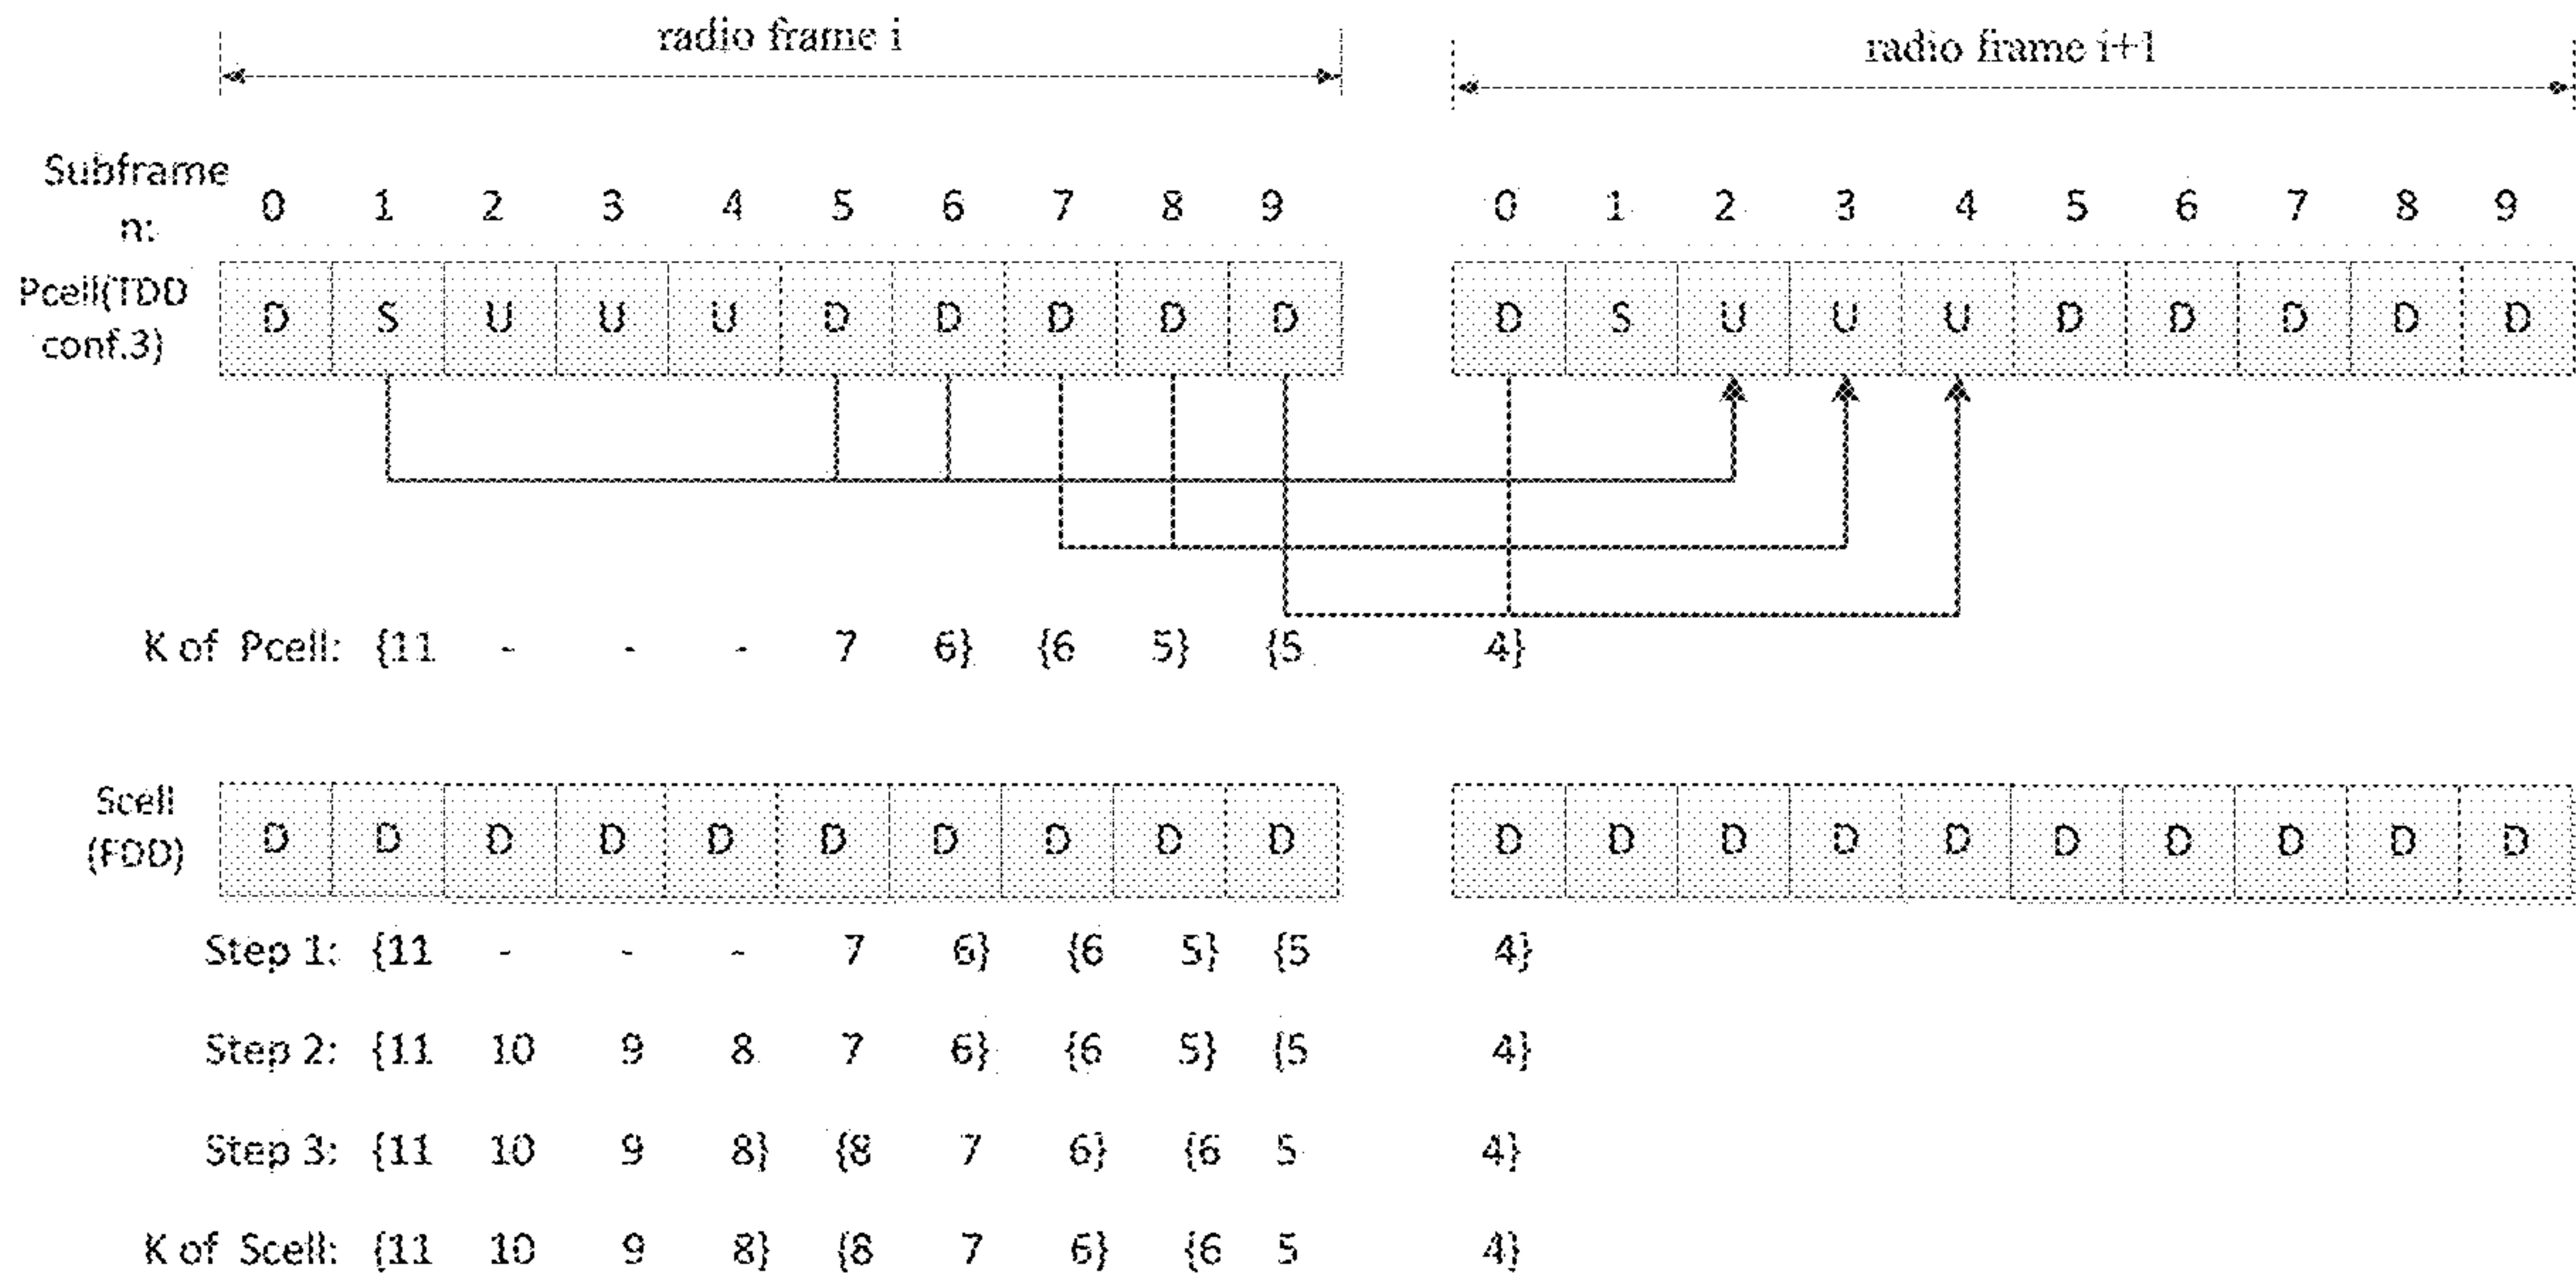 radio frame i
radio frame i+1
Subframe
n:
0 1 2 3 4 5 6 7 8 9 0 1 2 3 4 5 6 7 8 9
Pcell(TDD
conf.3)
D S U U U D D D D D D S U U U D D D D D
K of Pcell: {11 - - - 7 6} {6 5} {5 4}
Scell
(FDD)
D D D D D D D D D D D D D D D D D D D D
Step 1: {11 - - - 7 6} {6 5} {5 4}
Step 2: {11 10 9 8 7 6} {6 5} {5 4}
Step 3: {11 10 9 8} {8 7 6} {6 5 4}
K of Scell: {11 10 9 8} {8 7 6} {6 5 4}